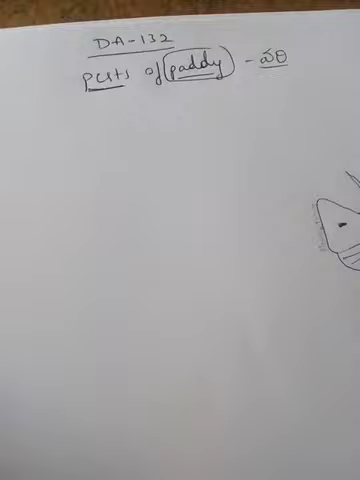 DA-132
pests of paddy - వరి